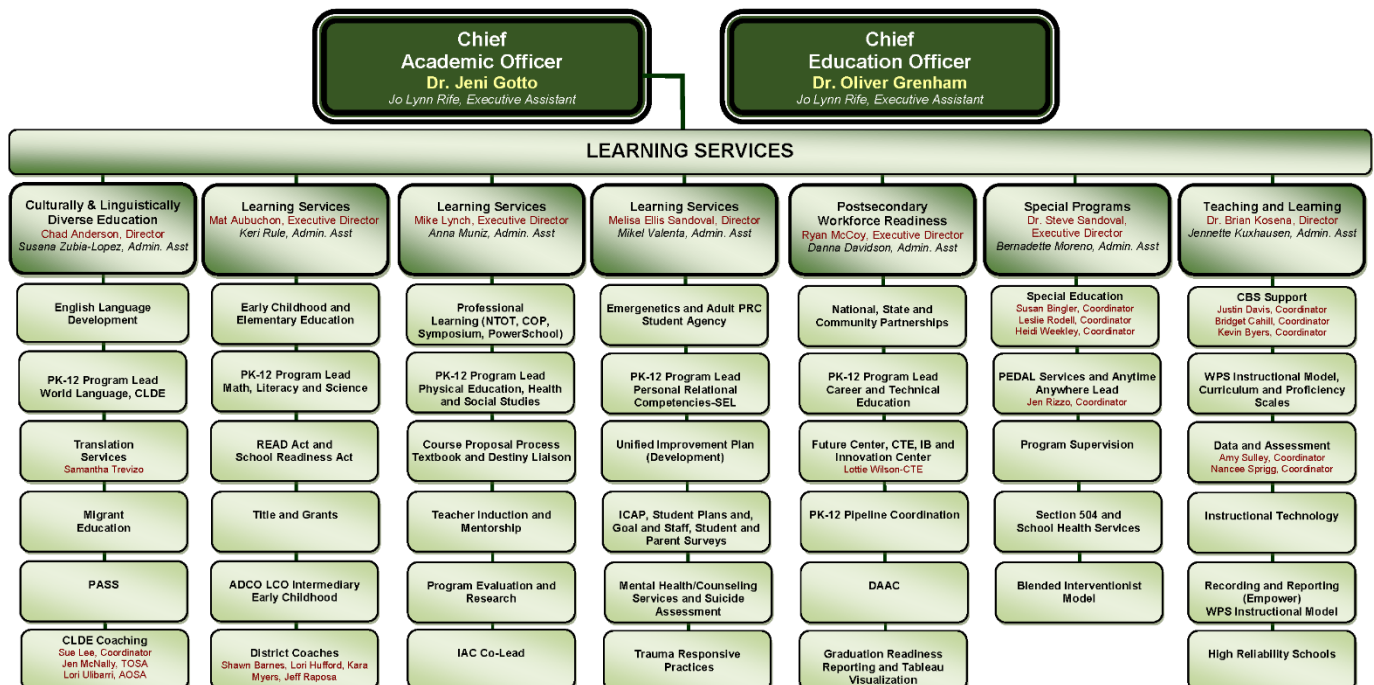 Chief
Academic Officer
Dr. Jeni Gotto
Jo Lynn Rife, Executive Assistant
Chief
Education Officer
Dr. Oliver Grenham
Jo Lynn Rife, Executive Assistant
LEARNING SERVICES
Culturally & Linguistically
Diverse Education
Chad Anderson, Director
Susana Zubia-Lopez, Admin. Asst
English Language
Development
PK-12 Program Lead
World Language, CLDE
Translation
Services
Samantha Trevizo
Migrant
Education
PASS
CLDE Coaching
Sue Lee, Coordinator
Jen McNally, TOSA
Lori Ulibarri, AOSA
Learning Services
Mat Aubuchon, Executive Director
Keri Rule, Admin. Asst
Early Childhood and
Elementary Education
PK-12 Program Lead
Math, Literacy and Science
READ Act and
School Readiness Act
Title and Grants
ADCO LCO Intermediary
Early Childhood
District Coaches
Shawn Barnes, Lori Hufford, Kara
Myers, Jeff Raposa
Learning Services
Mike Lynch, Executive Director
Anna Muniz, Admin. Asst
Professional
Learning (NTOT, COP,
Symposium, PowerSchool)
PK-12 Program Lead
Physical Education, Health
and Social Studies
Course Proposal Process
Textbook and Destiny Liaison
Teacher Induction and
Mentorship
Program Evaluation and
Research
IAC Co-Lead
Learning Services
Melisa Ellis Sandoval, Director
Mikel Valenta, Admin. Asst
Emergenetics and Adult PRC
Student Agency
PK-12 Program Lead
Personal Relational
Competencies-SEL
Unified Improvement Plan
(Development)
ICAP, Student Plans and,
Goal and Staff, Student and
Parent Surveys
Mental Health/Counseling
Services and Suicide
Assessment
Trauma Responsive
Practices
Postsecondary
Workforce Readiness
Ryan McCoy, Executive Director
Danna Davidson, Admin. Asst
National, State and
Community Partnerships
PK-12 Program Lead
Career and Technical
Education
Future Center, CTE, IB and
Innovation Center
Lottie Wilson-CTE
PK-12 Pipeline Coordination
DAAC
Graduation Readiness
Reporting and Tableau
Visualization
Special Programs
Dr. Steve Sandoval,
Executive Director
Bernadette Moreno, Admin. Asst
Special Education
Susan Bingler, Coordinator
Leslie Rodell, Coordinator
Heidi Weekley, Coordinator
PEDAL Services and Anytime
Anywhere Lead
Jen Rizzo, Coordinator
Program Supervision
Section 504 and
School Health Services
Blended Interventionist
Model
Teaching and Learning
Dr. Brian Kosena, Director
Jennette Kuxhausen, Admin. Asst
CBS Support
Justin Davis, Coordinator
Bridget Cahill, Coordinator
Kevin Byers, Coordinator
WPS Instructional Model,
Curriculum and Proficiency
Scales
Data and Assessment
Amy Sulley, Coordinator
Nancee Sprigg, Coordinator
Instructional Technology
Recording and Reporting
(Empower)
WPS Instructional Model
High Reliability Schools